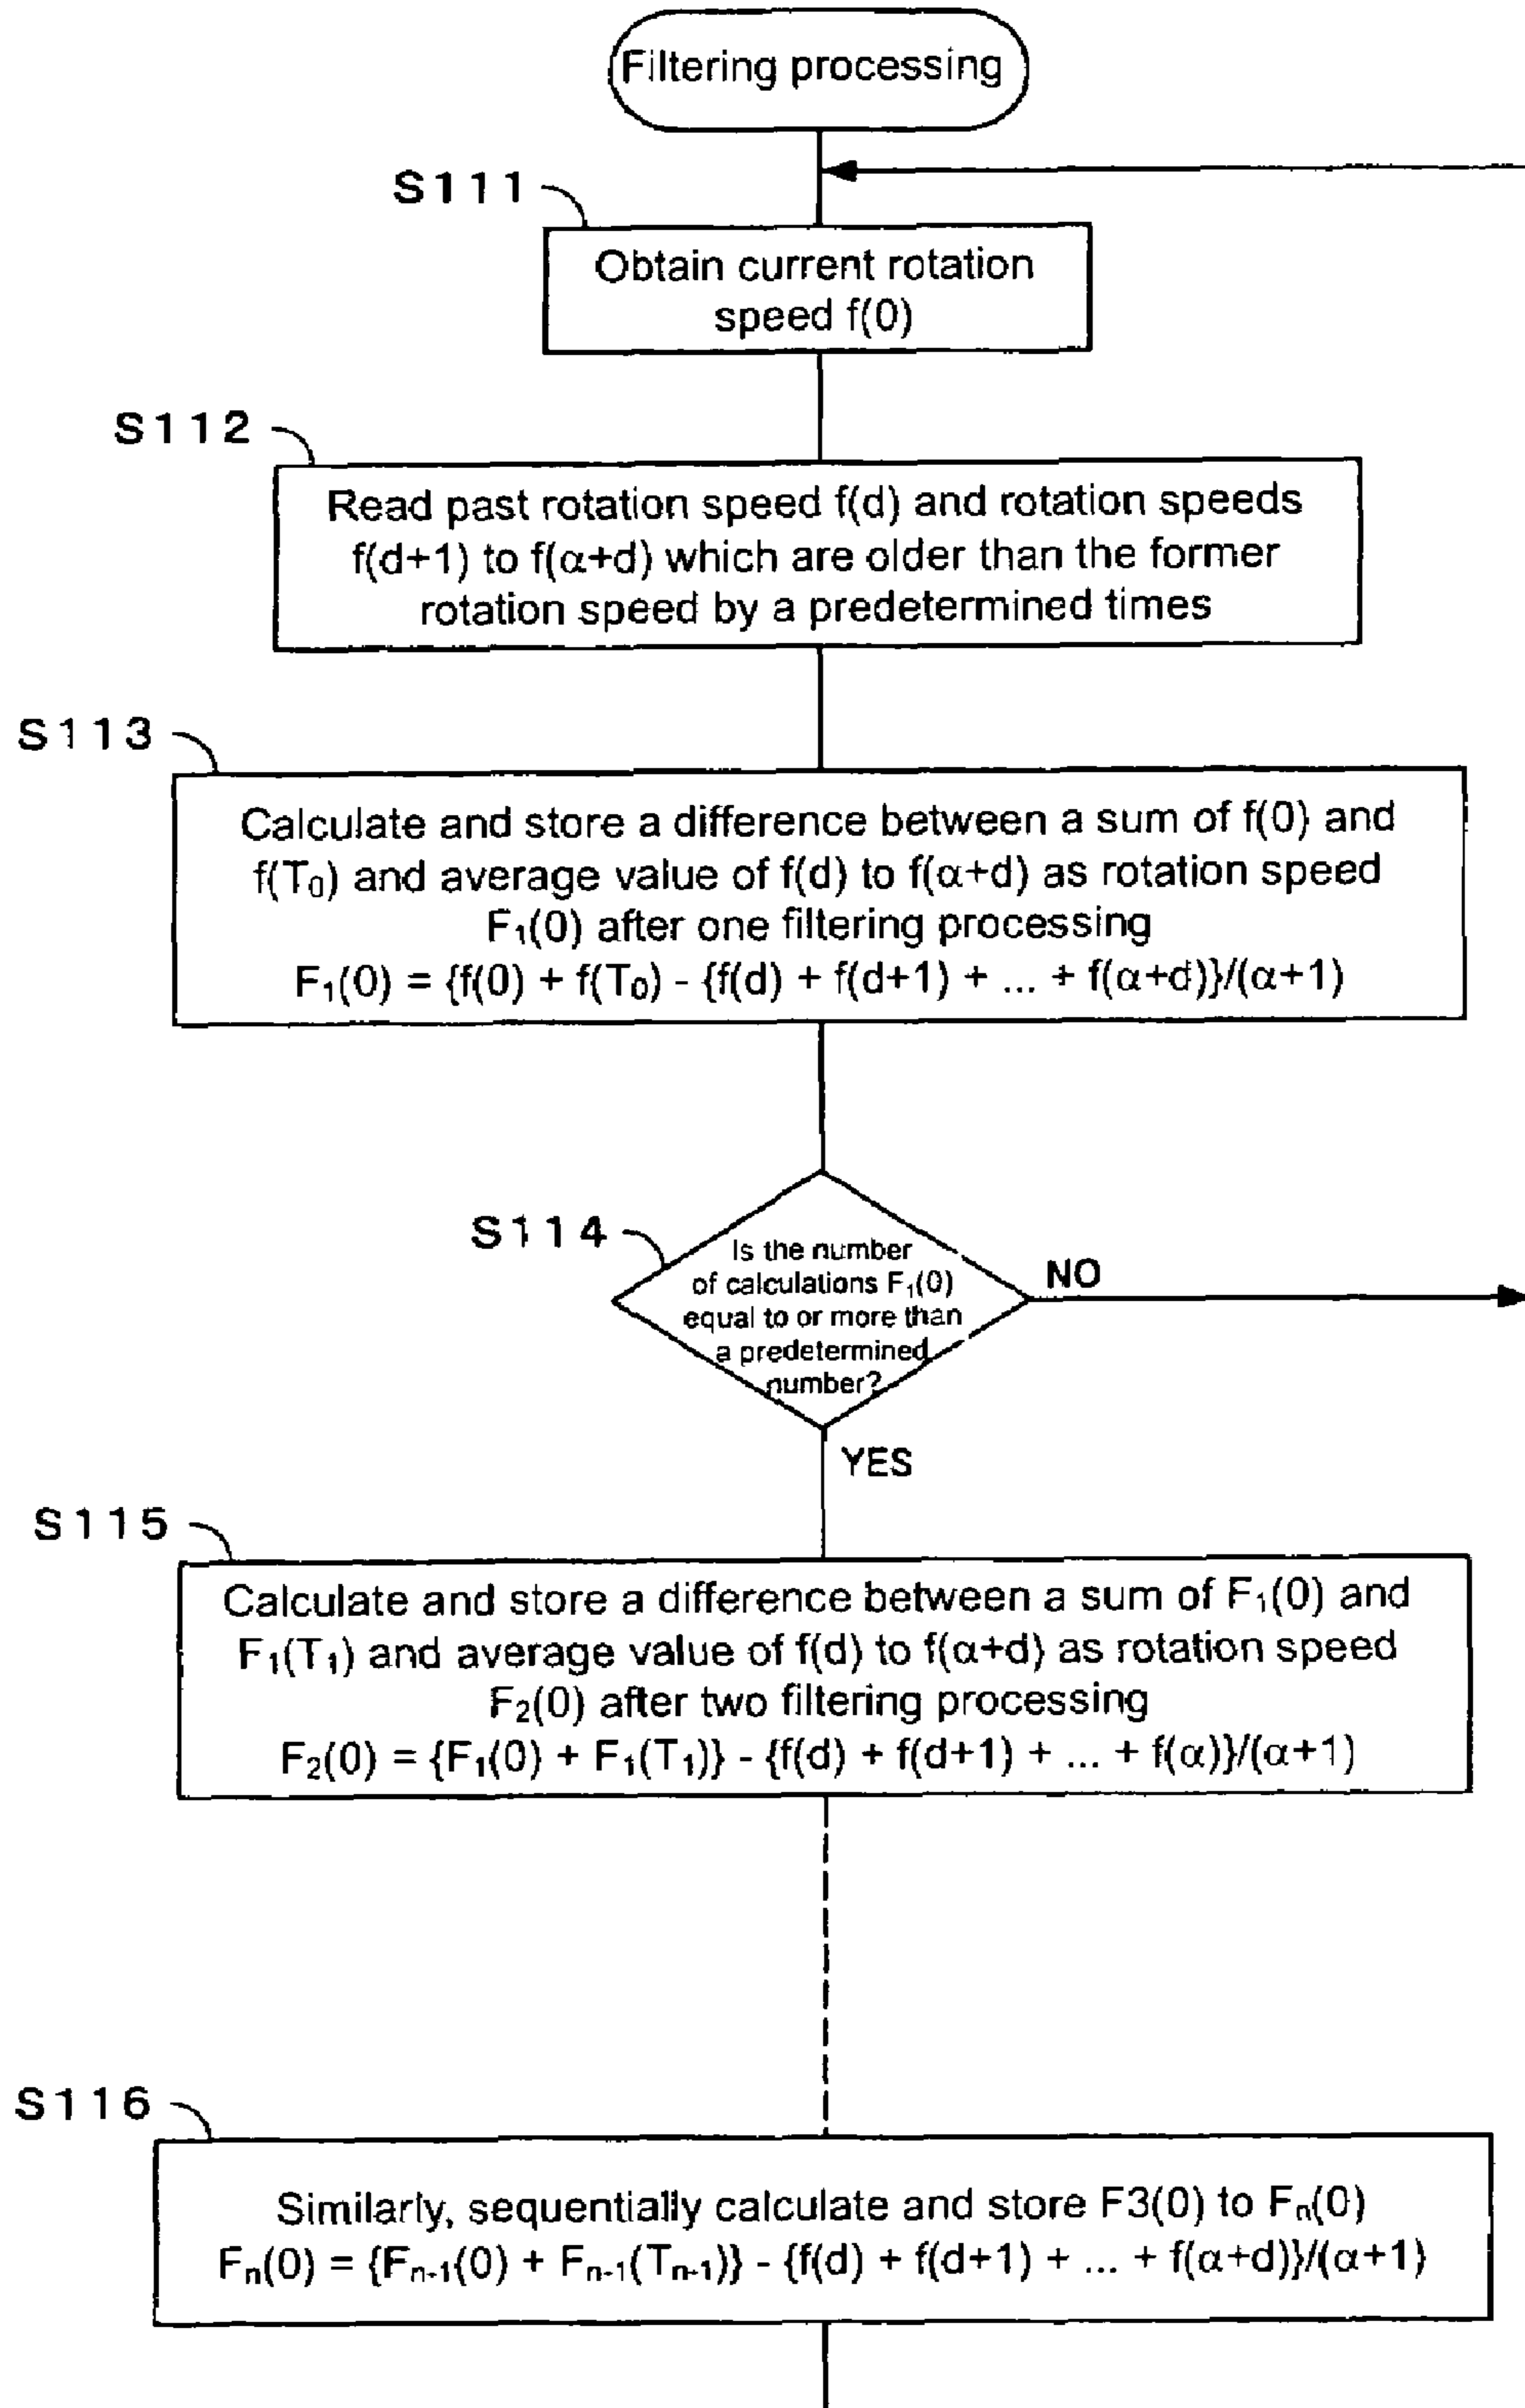 Filtering processing
S111
Obtain current rotation
speed f(0)
S112
Read past rotation speed f(d) and rotation speeds
f(d+1) to f(α+d) which are older than the former
rotation speed by a predetermined times
S113
Calculate and store a difference between a sum of f(0) and
f(T₀) and average value of f(d) to f(α+d) as rotation speed
F₁(0) after one filtering processing
F₁(0) = {f(0) + f(T₀) - {f(d) + f(d+1) + ... + f(α+d)}/(α+1)
S114
Is the number
of calculations F₁(0)
equal to or more than
a predetermined
number?
NO
YES
S115
Calculate and store a difference between a sum of F₁(0) and
F₁(T₁) and average value of f(d) to f(α+d) as rotation speed
F₂(0) after two filtering processing
F₂(0) = {F₁(0) + F₁(T₁)} - {f(d) + f(d+1) + ... + f(α)}/(α+1)
S116
Similarly, sequentially calculate and store F3(0) to Fₙ(0)
Fₙ(0) = {Fₙ₋₁(0) + Fₙ₋₁(Tₙ₋₁)} - {f(d) + f(d+1) + ... + f(α+d)}/(α+1)